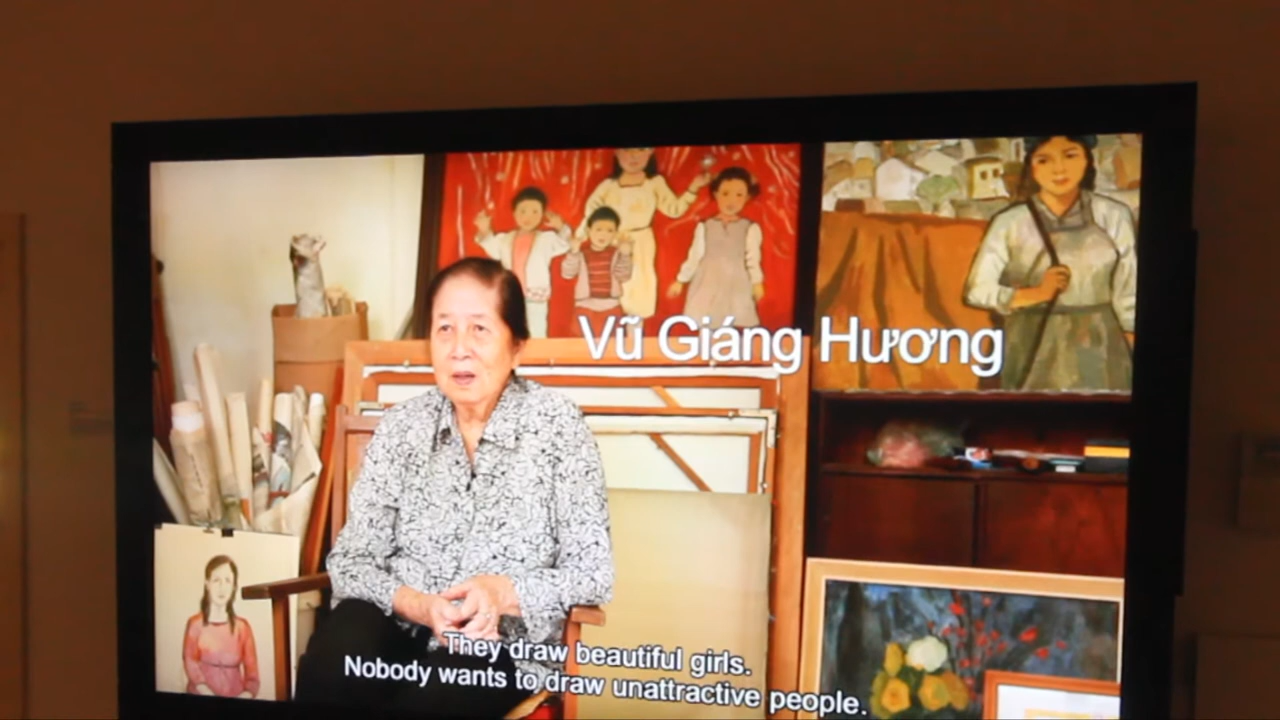 Vũ Giáng Hương
They draw beautiful girls.
Nobody wants to draw unattractive people.